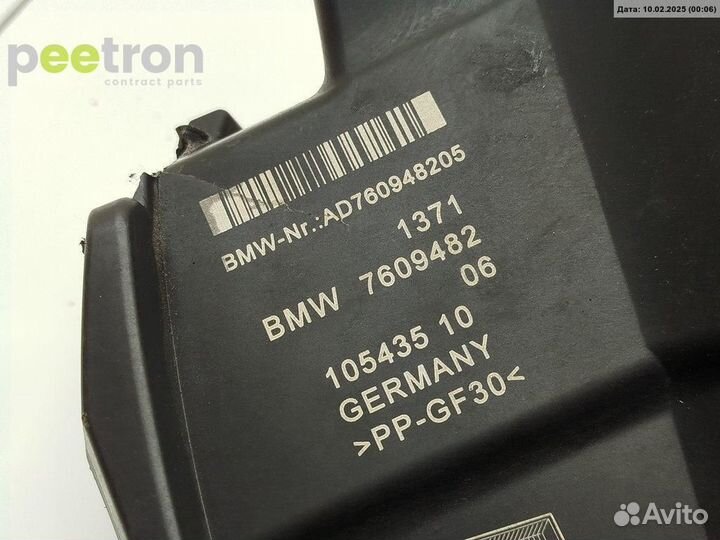 Дата: 10.02.2025 (00:06)
peetron
contract parts
BMW-Nr.:AD760948205
1371
BMW 7609482
06
105435 10
GERMANY
>PP-GF30<
Avito